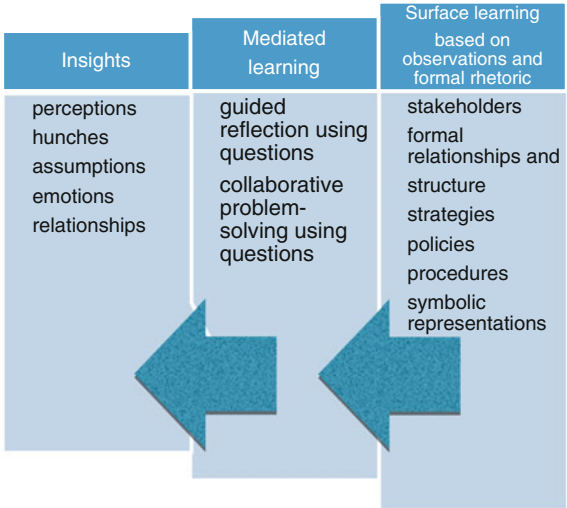 Insights
perceptions
hunches
assumptions
emotions
relationships
Mediated
learning
guided
reflection using
questions
collaborative
problem-
solving using
questions
Surface learning
based on
observations and
formal rhetoric
stakeholders
formal
relationships and
structure
strategies
policies
procedures
symbolic
representations